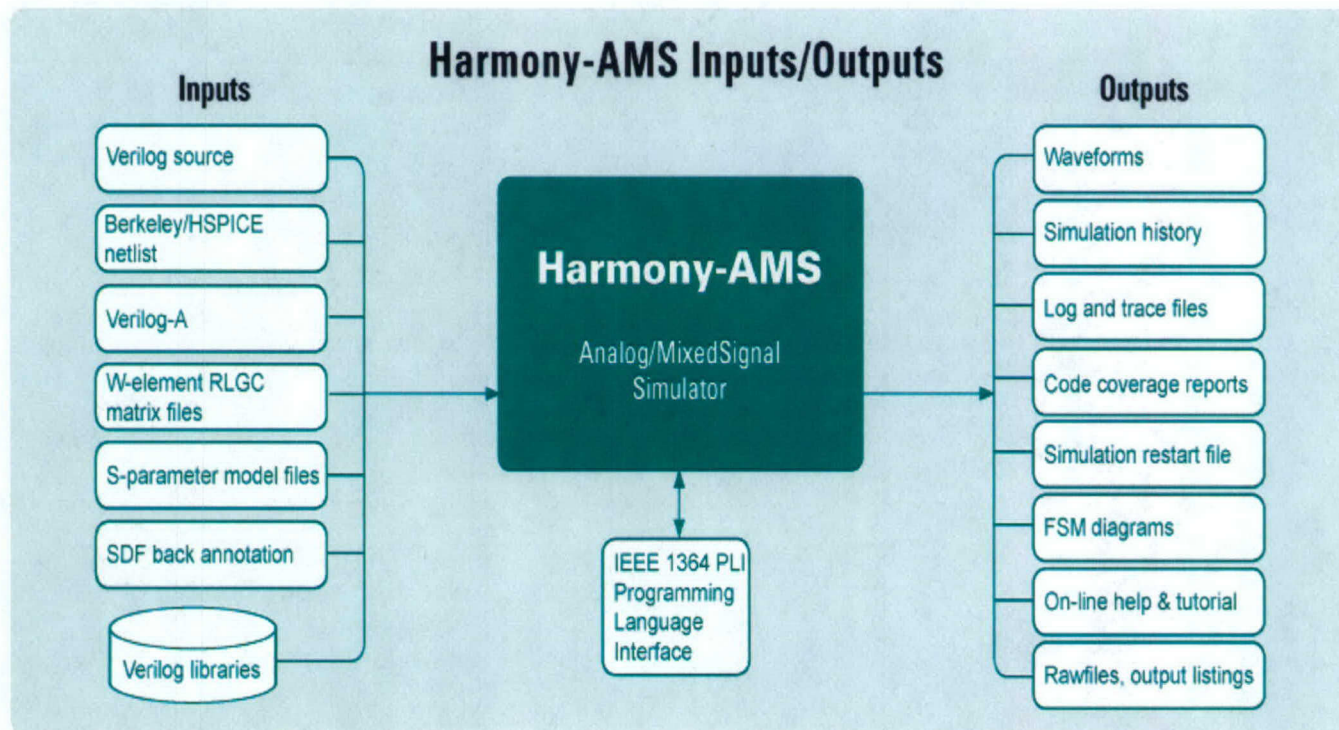 Harmony-AMS Inputs/Outputs
Inputs
Verilog source
Berkeley/HSPICE
netlist
Verilog-A
W-element RLGC
matrix files
S-parameter model files
SDF back annotation
Verilog libraries
Harmony-AMS
Analog/MixedSignal
Simulator
IEEE 1364 PLI
Programming
Language
Interface
Outputs
Waveforms
Simulation history
Log and trace files
Code coverage reports
Simulation restart file
FSM diagrams
On-line help & tutorial
Rawfiles, output listings